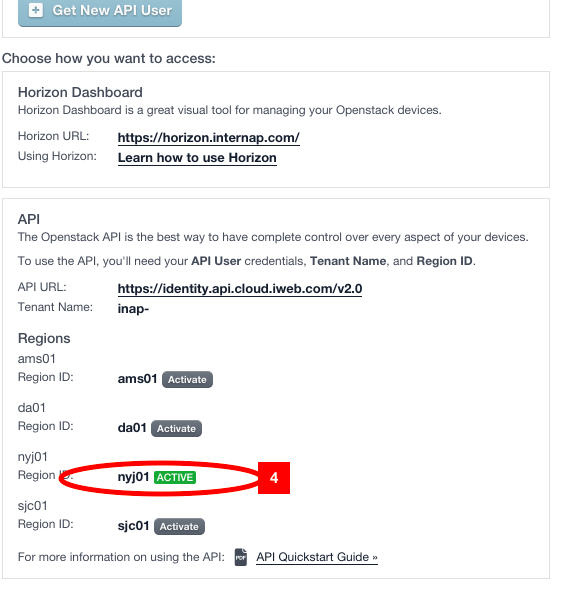 Get New API User
Choose how you want to access:
Horizon Dashboard
Horizon Dashboard is a great visual tool for managing your Openstack devices.
Horizon URL: https://horizon.internap.com/
Using Horizon: Learn how to use Horizon
API
The Openstack API is the best way to have complete control over every aspect of your devices.
To use the API, you'll need your API User credentials, Tenant Name, and Region ID.
API URL: https://identity.api.cloud.iweb.com/v2.0
Tenant Name: inap-
Regions
ams01
Region ID: ams01 Activate
da01
Region ID: da01 Activate
nyj01
Region ID: nyj01 ACTIVE 4
sjc01
Region ID: sjc01 Activate
For more information on using the API: PDF API Quickstart Guide »